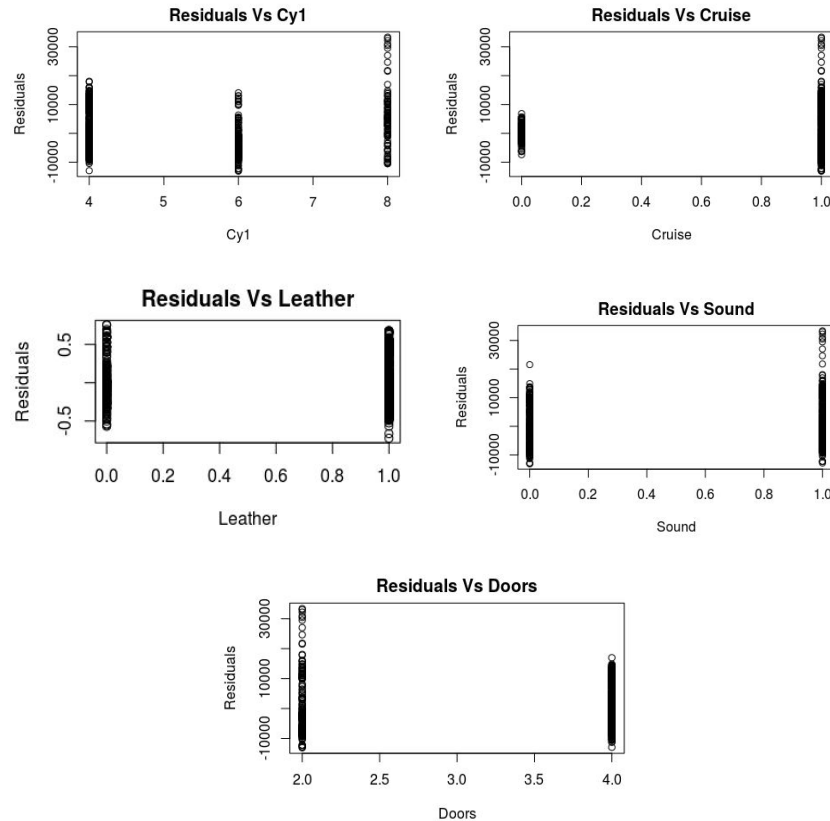 Residuals Vs Cy1
Residuals
30000
10000
-10000
4 5 6 7 8
Cy1
Residuals Vs Cruise
Residuals
30000
10000
-10000
0.0 0.2 0.4 0.6 0.8 1.0
Cruise
Residuals Vs Leather
Residuals
0.5
-0.5
0.0 0.2 0.4 0.6 0.8 1.0
Leather
Residuals Vs Sound
Residuals
30000
10000
-10000
0.0 0.2 0.4 0.6 0.8 1.0
Sound
Residuals Vs Doors
Residuals
30000
10000
-10000
2.0 2.5 3.0 3.5 4.0
Doors